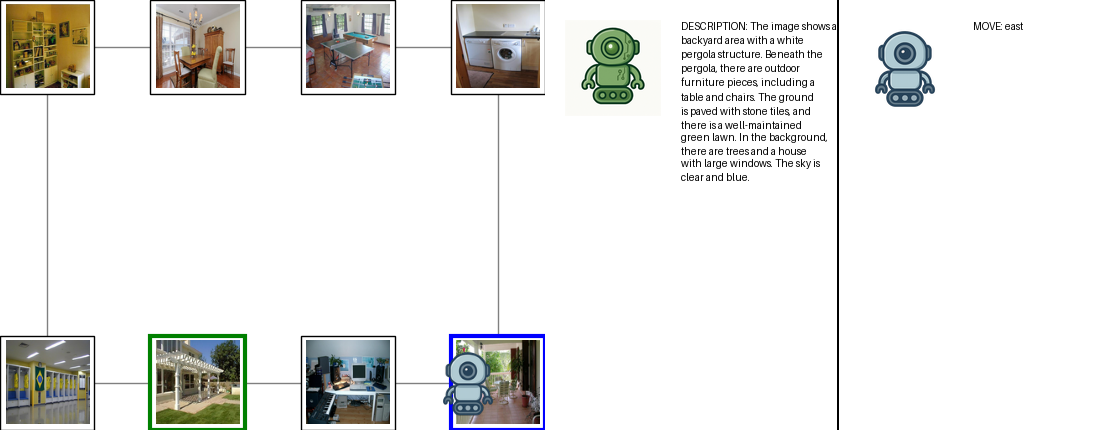 DESCRIPTION: The image shows a
backyard area with a white
pergola structure. Beneath the
pergola, there are outdoor
furniture pieces, including a
table and chairs. The ground
is paved with stone tiles, and
there is a well-maintained
green lawn. In the background,
there are trees and a house
with large windows. The sky is
clear and blue.
MOVE: east